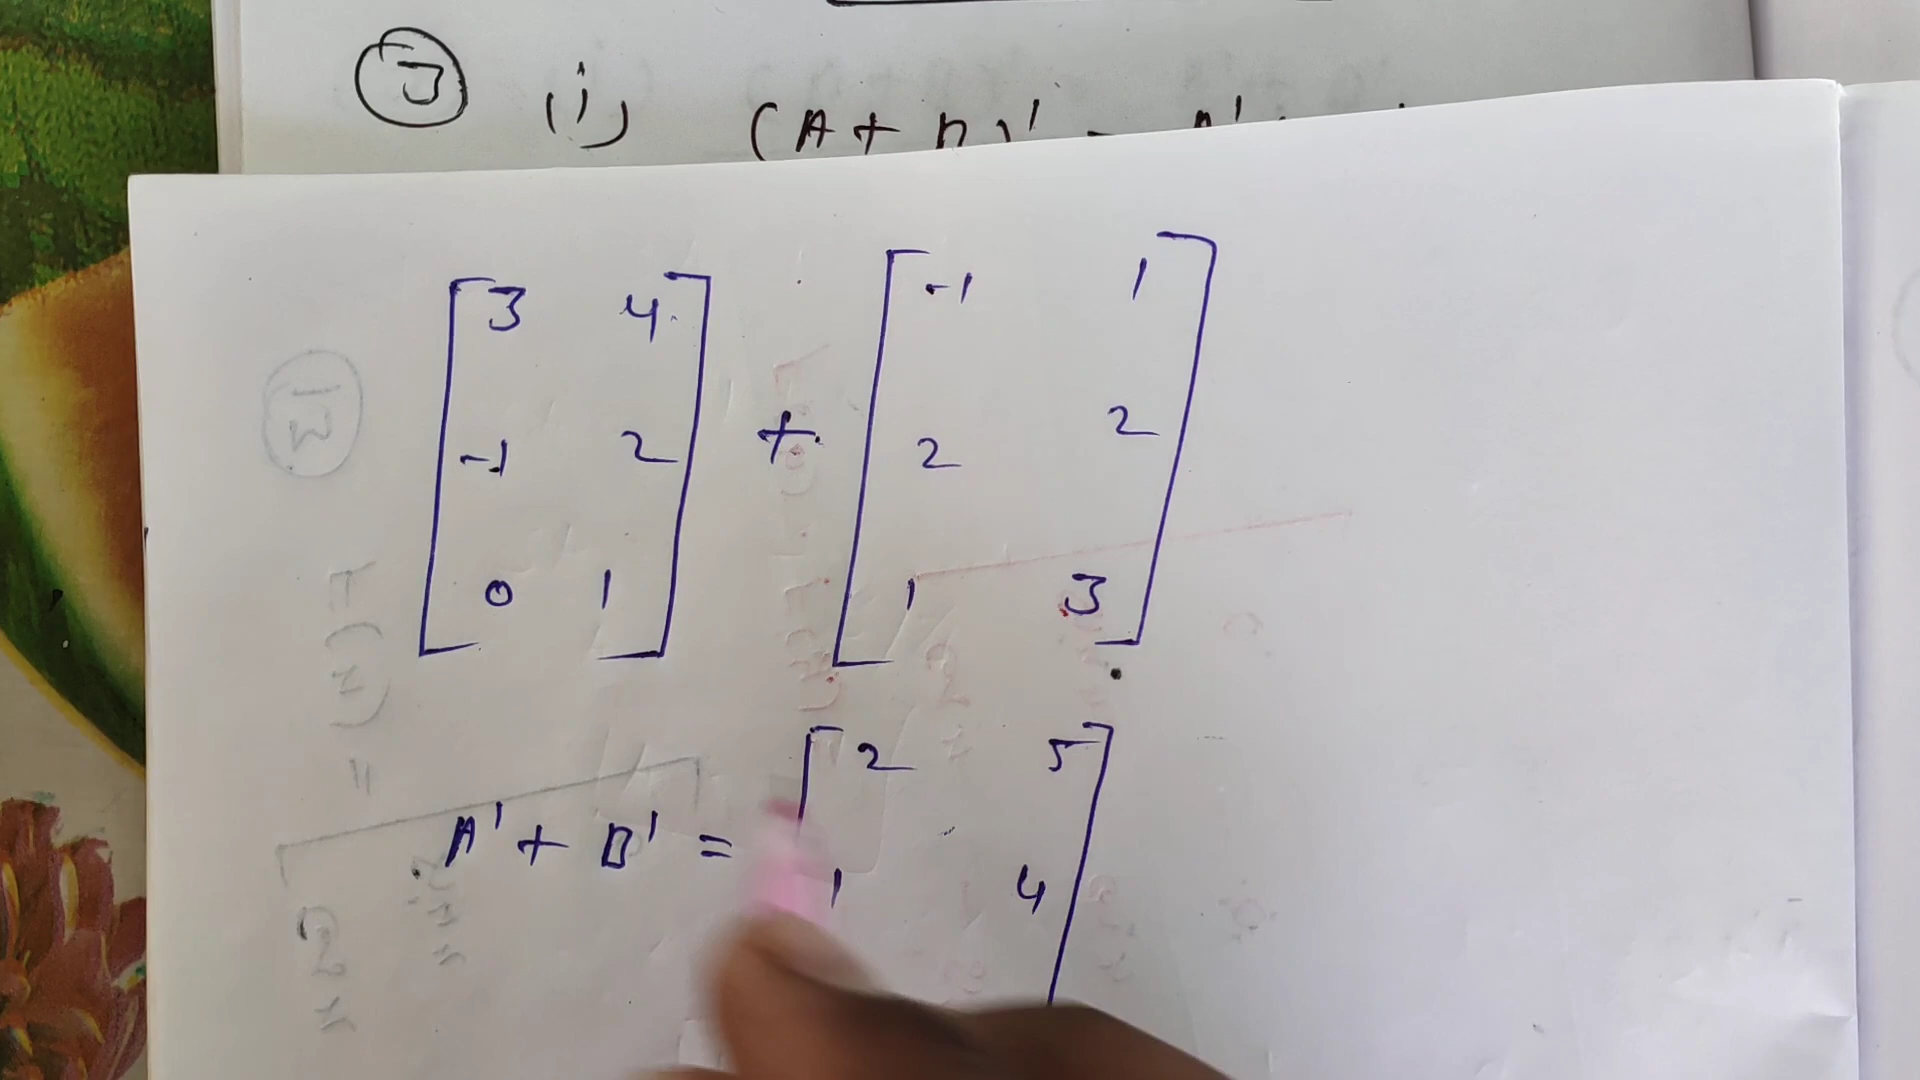 ③ (i) (A + B)' = A'
[3 4] [-1 1]
[-1 2] + [2 2]
[0 1] [1 3]
[2 5]
A' + B' =
[1 4]